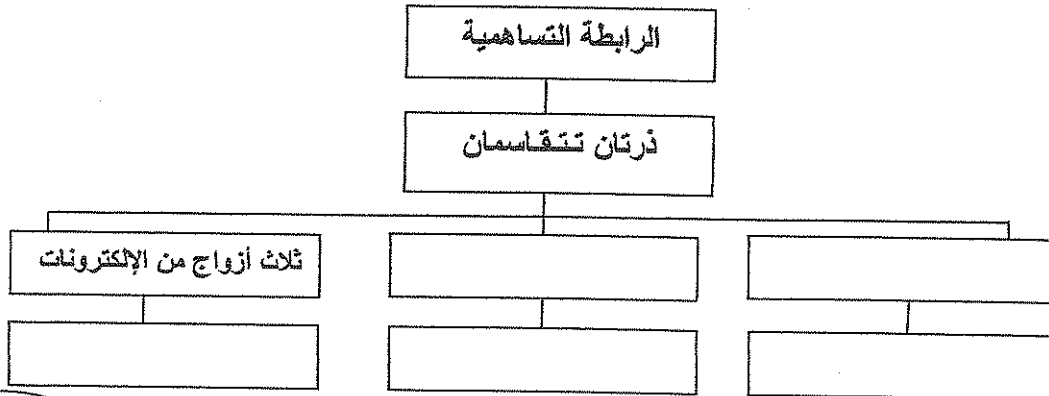 الرابطة التساهمية
ذرتان تتقاسمان
ثلاث أزواج من الإلكترونات